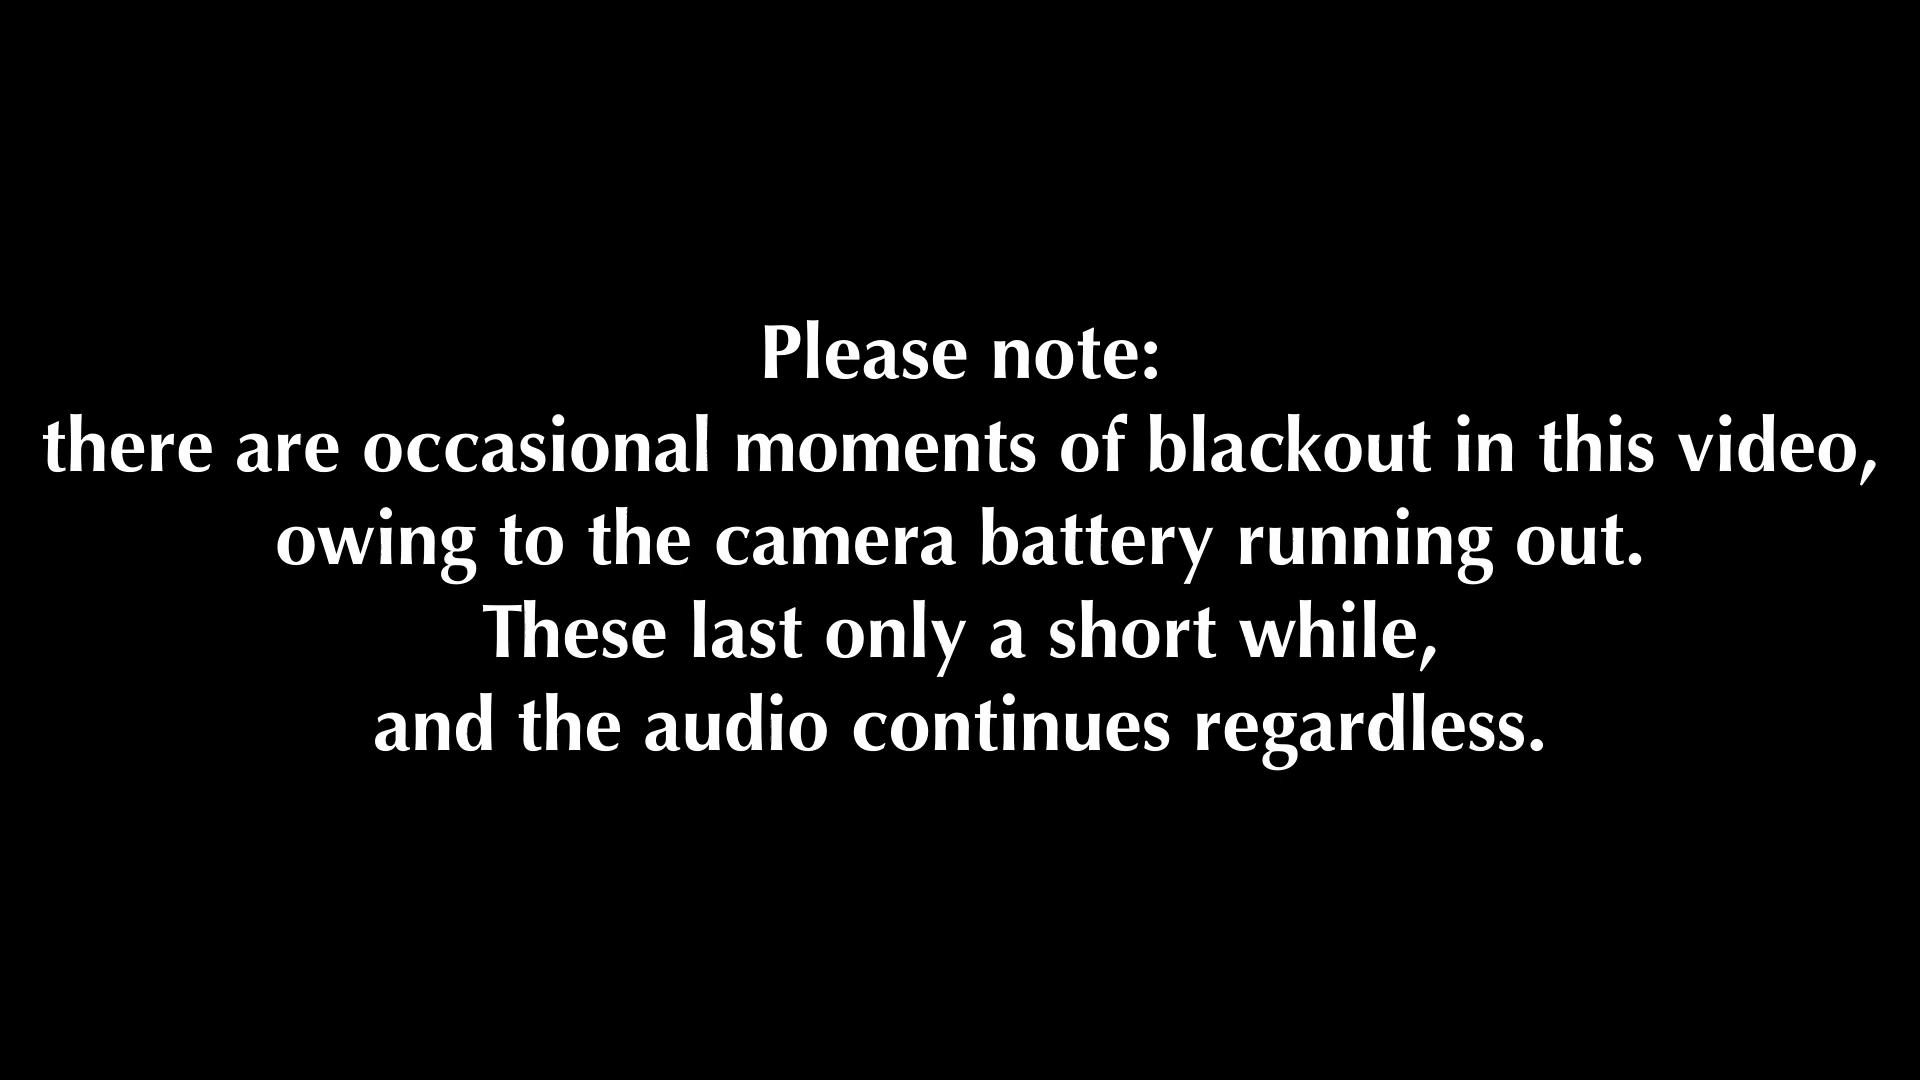 Please note:
there are occasional moments of blackout in this video,
owing to the camera battery running out.
These last only a short while,
and the audio continues regardless.